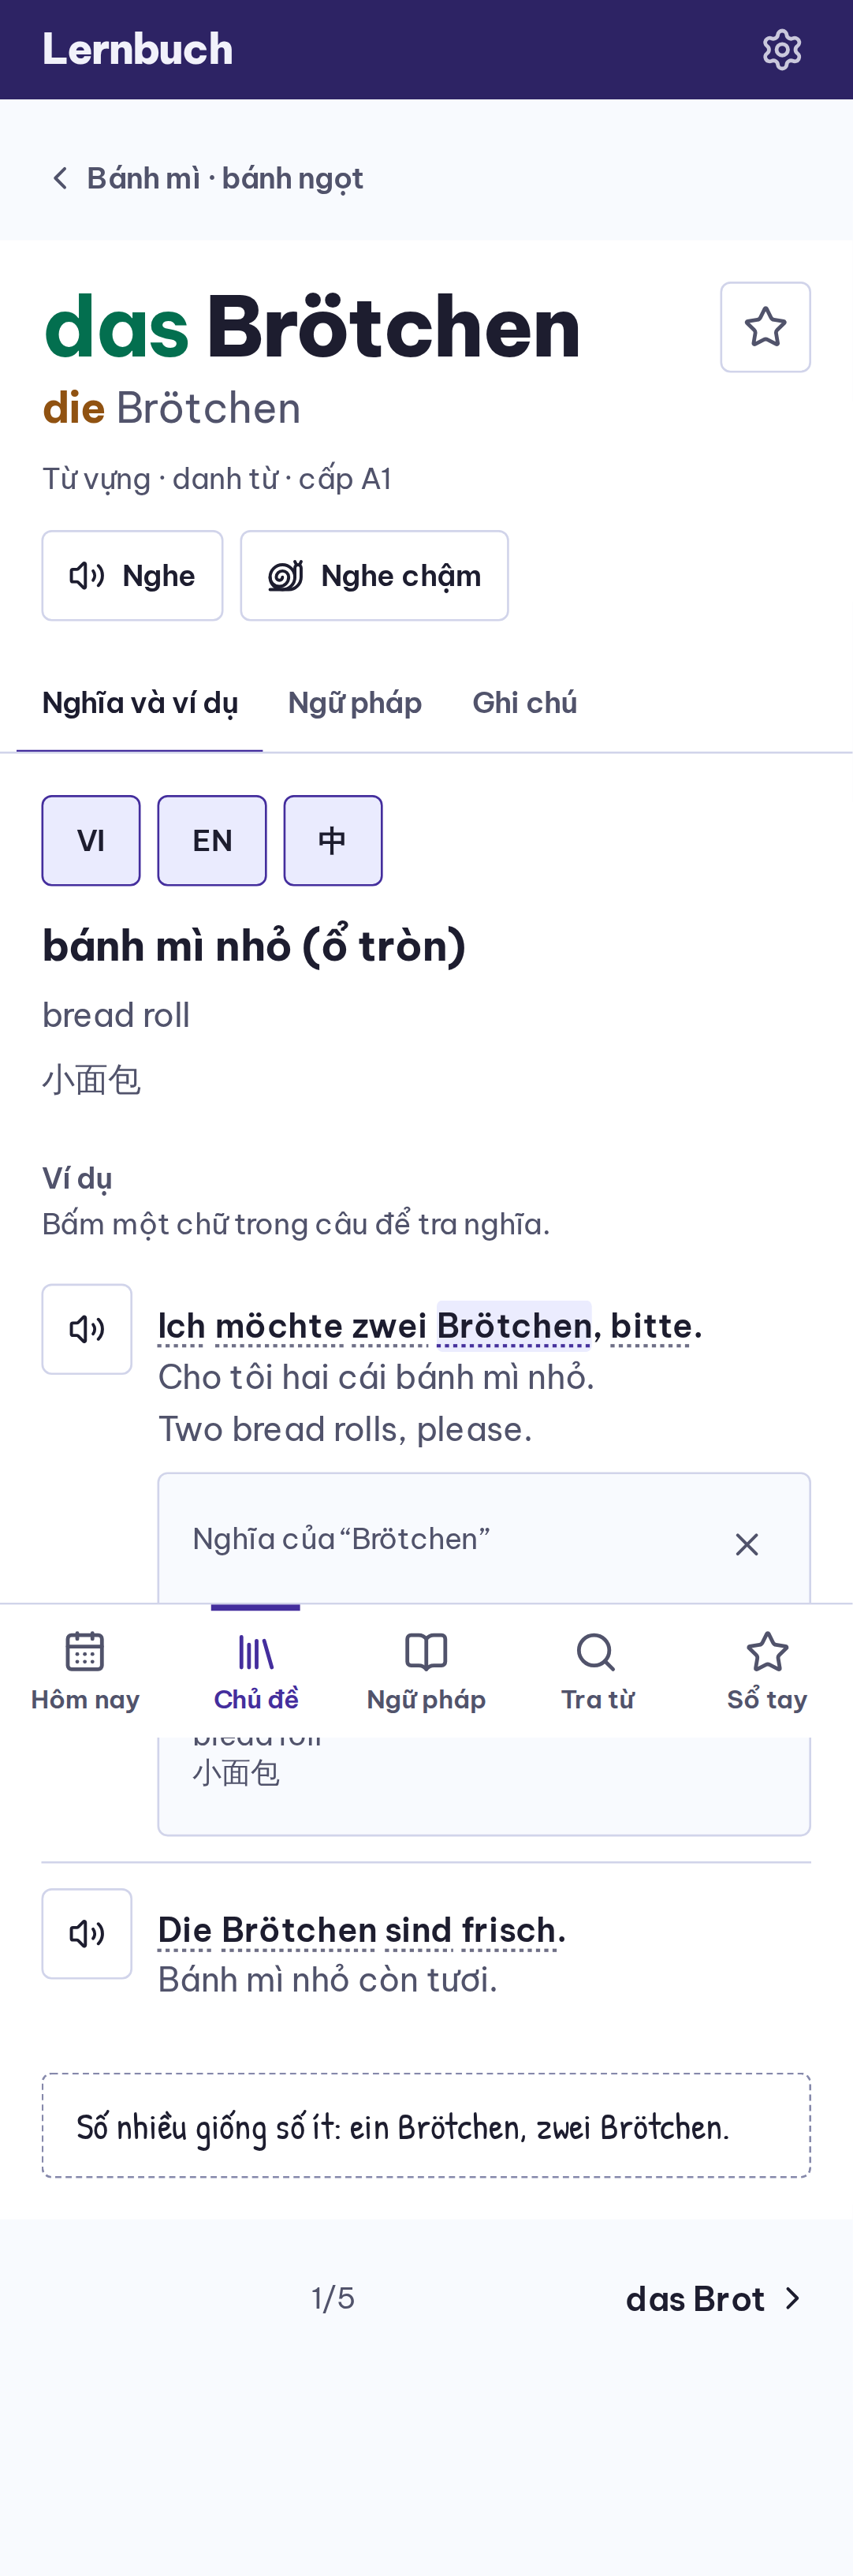 Lernbuch
Bánh mì · bánh ngọt
das Brötchen
die Brötchen
Từ vựng · danh từ · cấp A1
Nghe
Nghe chậm
Nghĩa và ví dụ
Ngữ pháp
Ghi chú
VI
EN
中
bánh mì nhỏ (ổ tròn)
bread roll
小面包
Ví dụ
Bấm một chữ trong câu để tra nghĩa.
Ich möchte zwei Brötchen, bitte.
Cho tôi hai cái bánh mì nhỏ.
Two bread rolls, please.
Nghĩa của “Brötchen”
Hôm nay
Chủ đề
Ngữ pháp
Tra từ
Sổ tay
bread roll
小面包
Die Brötchen sind frisch.
Bánh mì nhỏ còn tươi.
Số nhiều giống số ít: ein Brötchen, zwei Brötchen.
1/5
das Brot